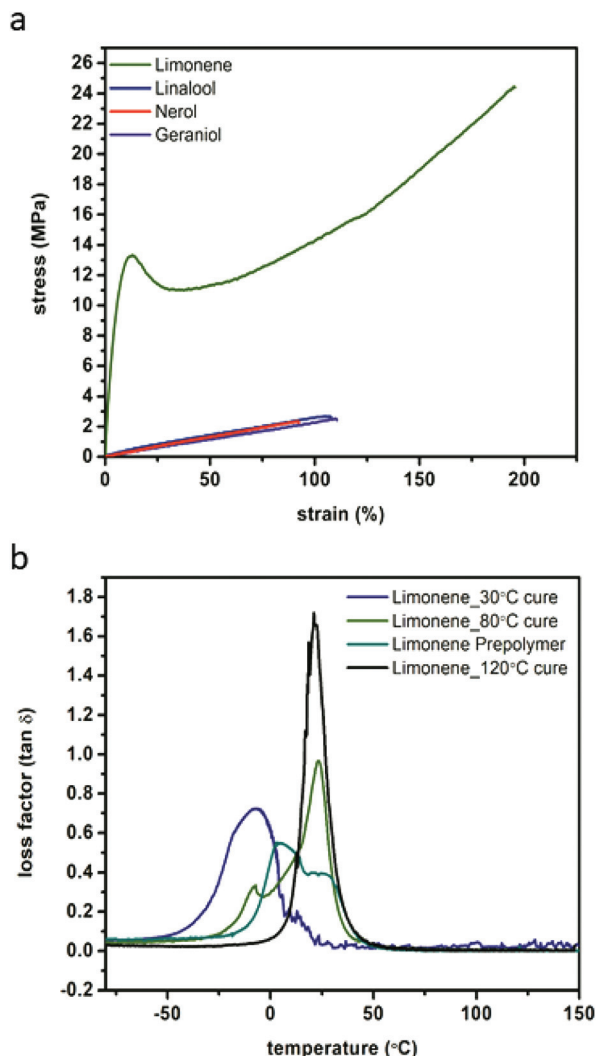 a
Limonene
Linalool
Nerol
Geraniol
24
22
20
18
16
14
12
10
8
6
4
2
0
stress (MPa)
0 50 100 150 200
strain (%)
b
Limonene_30°C cure
Limonene_80°C cure
Limonene Prepolymer
Limonene_120°C cure
1.8
1.6
1.4
1.2
1.0
0.8
0.6
0.4
0.2
0.0
-0.2
loss factor (tan δ)
-50 0 50 100 150
temperature (°C)